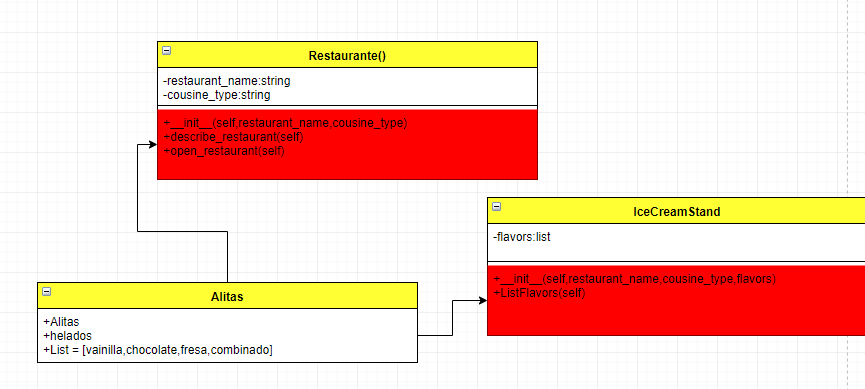 Restaurante()
-restaurant_name:string
-cousine_type:string
+__init__(self,restaurant_name,cousine_type)
+describe_restaurant(self)
+open_restaurant(self)
IceCreamStand
-flavors:list
+__init__(self,restaurant_name,cousine_type,flavors)
+ListFlavors(self)
Alitas
+Alitas
+helados
+List = [vainilla,chocolate,fresa,combinado]